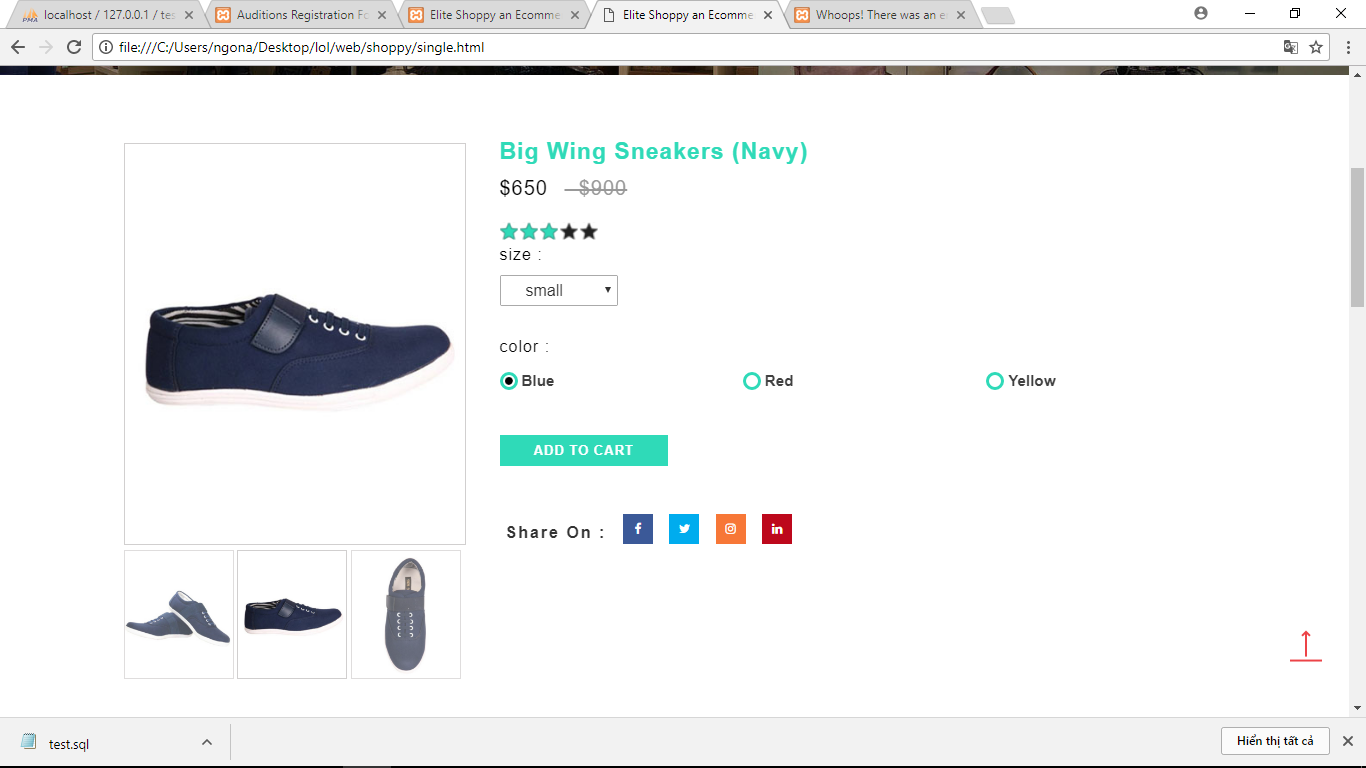 localhost / 127.0.0.1 / tes
Auditions Registration Fo
Elite Shoppy an Ecomme
Elite Shoppy an Ecomme
Whoops! There was an e
file:///C:/Users/ngona/Desktop/lol/web/shoppy/single.html
Big Wing Sneakers (Navy)
$650 $900
size :
small
color :
Blue Red Yellow
ADD TO CART
Share On :
test.sql
Hiển thị tất cả